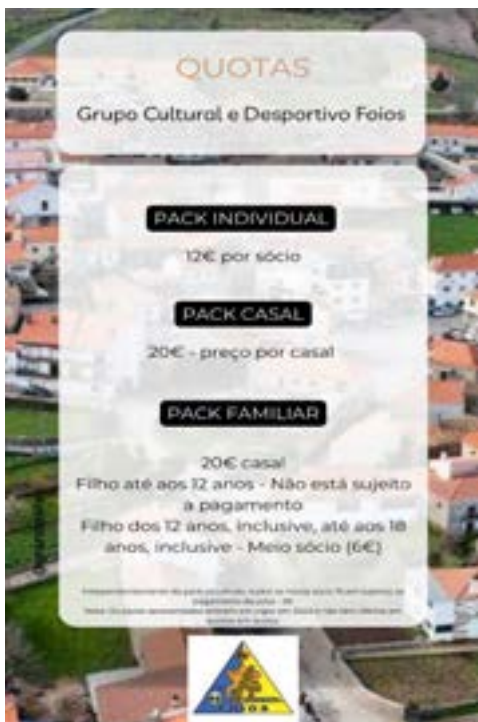 QUOTAS
Grupo Cultural e Desportivo Foios
PACK INDIVIDUAL
12€ por sócio
PACK CASAL
20€ - preço por casal
PACK FAMILIAR
20€ casal
Filho até aos 12 anos - Não está sujeito
a pagamento
Filho dos 12 anos, inclusive, até aos 18
anos, inclusive - Meio sócio (6€)